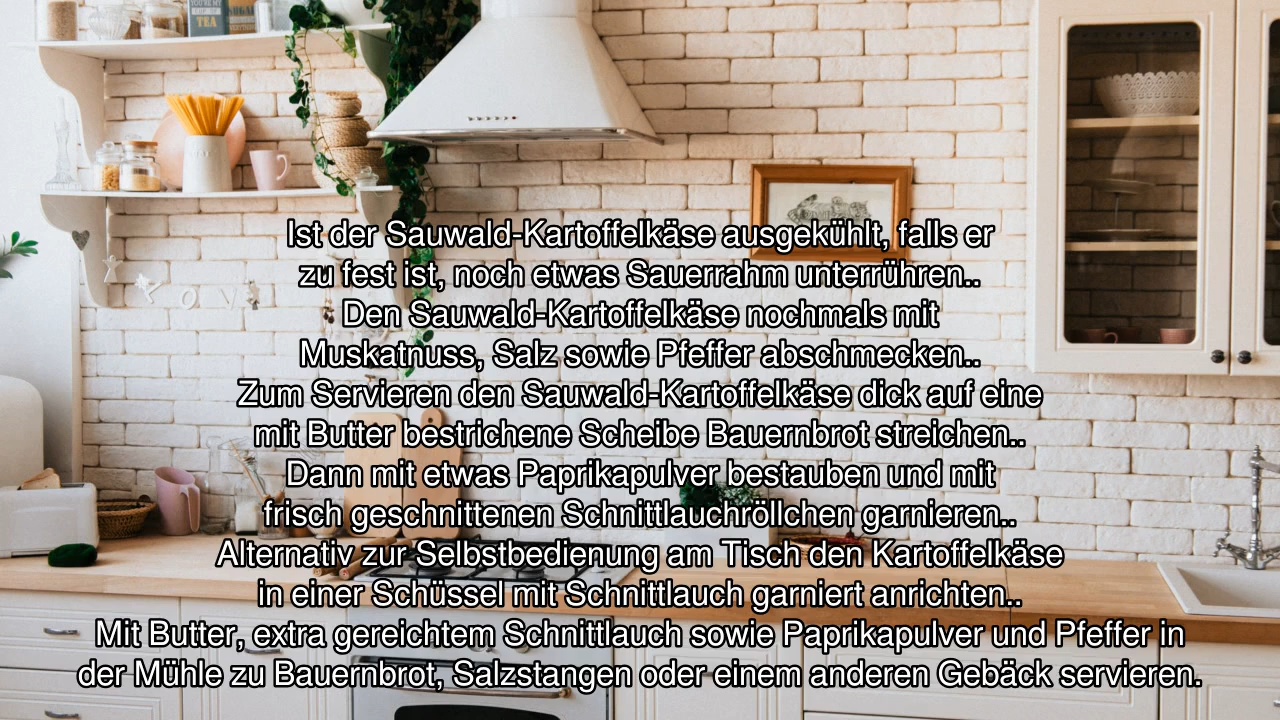 TEA
Ist der Sauwald-Kartoffelkäse ausgekühlt, falls er
zu fest ist, noch etwas Sauerrahm unterrühren..
Den Sauwald-Kartoffelkäse nochmals mit
Muskatnuss, Salz sowie Pfeffer abschmecken..
Zum Servieren den Sauwald-Kartoffelkäse dick auf eine
mit Butter bestrichene Scheibe Bauernbrot streichen..
Dann mit etwas Paprikapulver bestauben und mit
frisch geschnittenen Schnittlauchröllchen garnieren..
Alternativ zur Selbstbedienung am Tisch den Kartoffelkäse
in einer Schüssel mit Schnittlauch garniert anrichten..
Mit Butter, extra gereichtem Schnittlauch sowie Paprikapulver und Pfeffer in
der Mühle zu Bauernbrot, Salzstangen oder einem anderen Gebäck servieren.